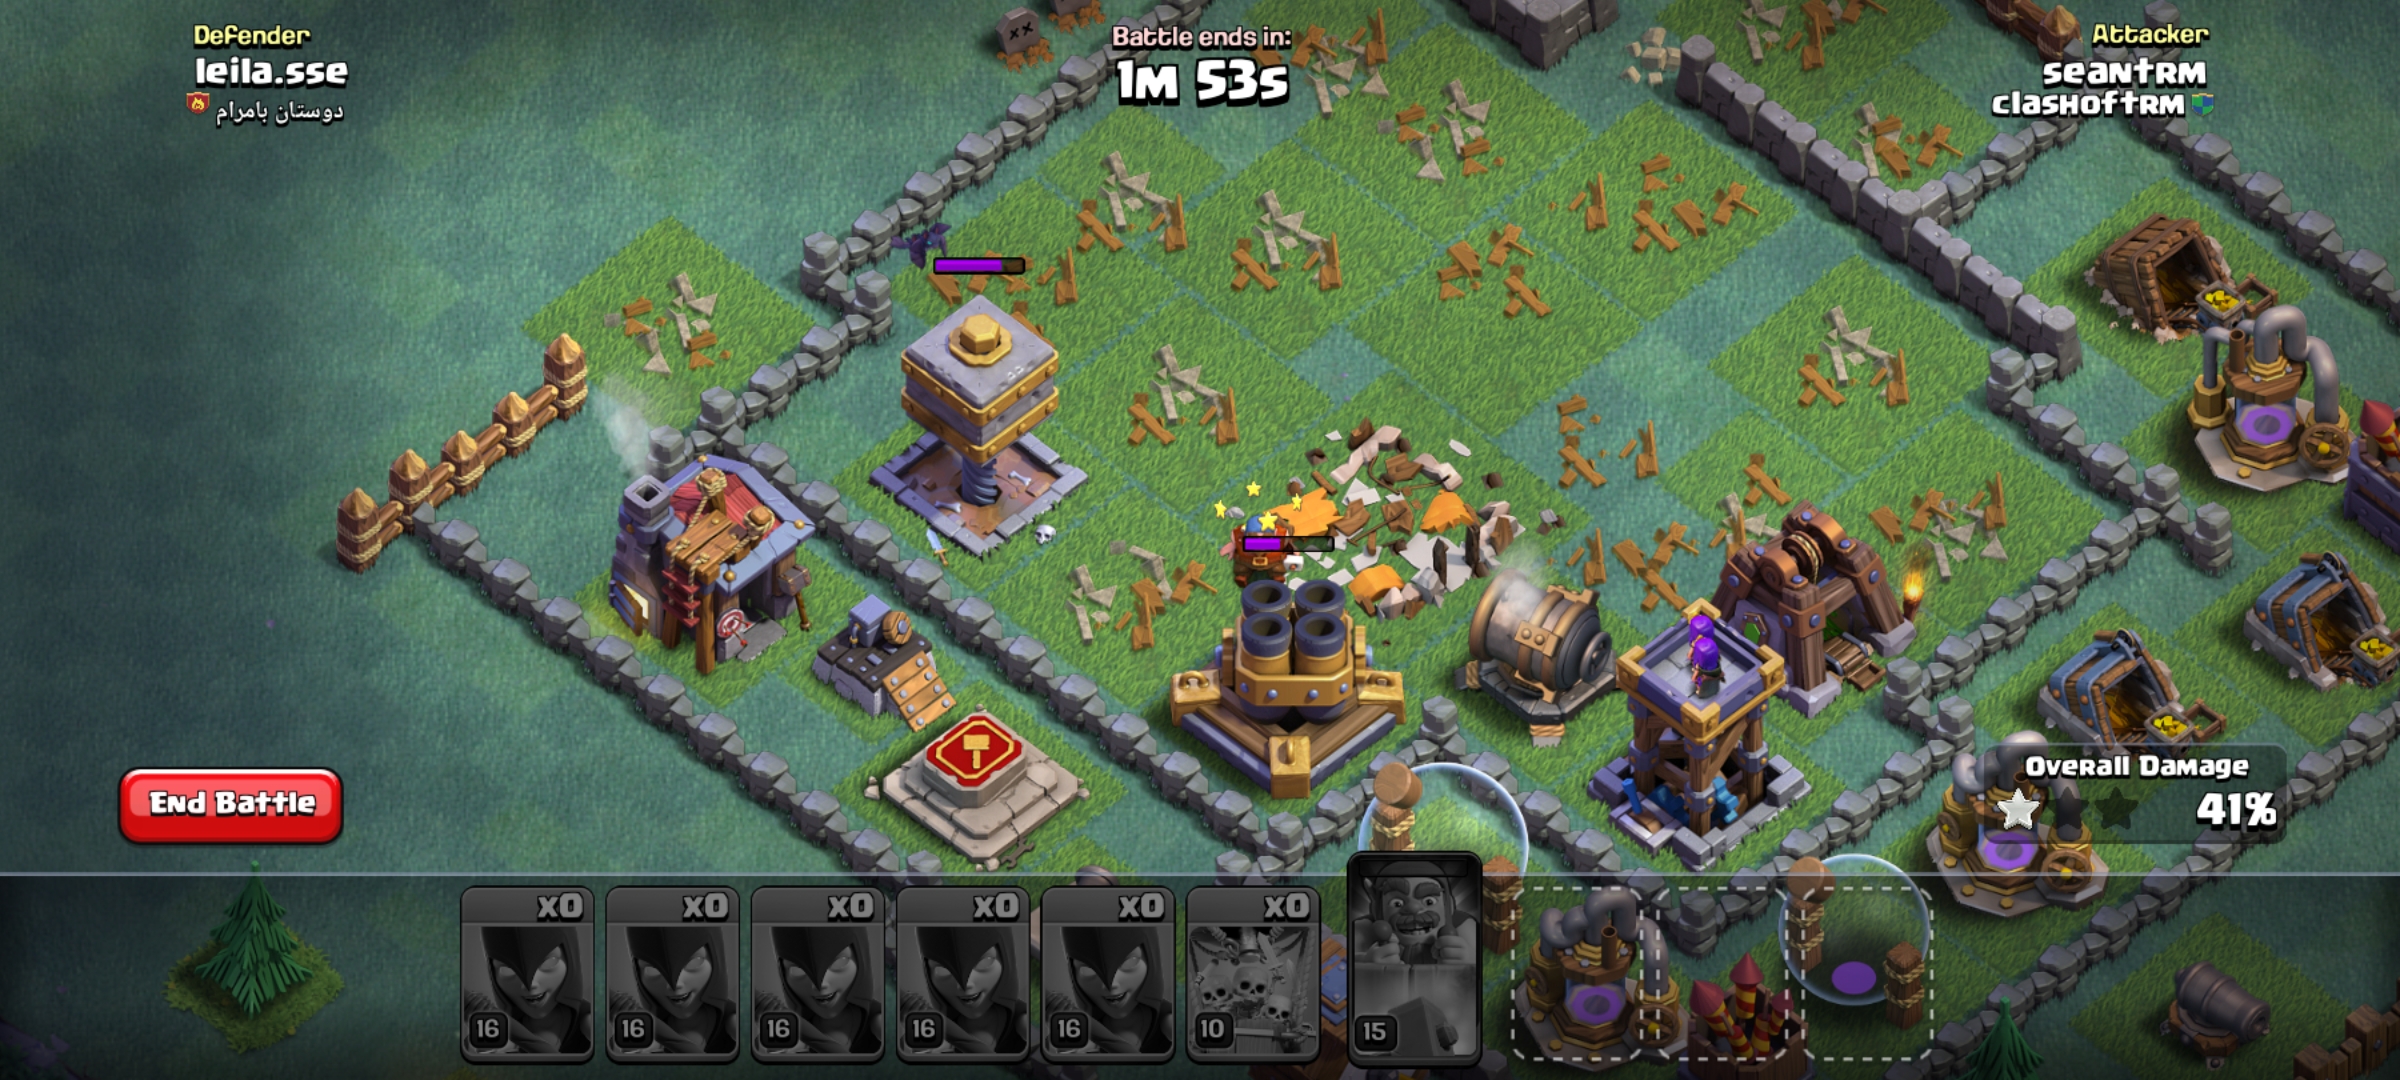 Defender
leila.sse
دوستان بامرام
Battle ends in:
1M 53s
Attacker
seantRM
clashoftRM
End Battle
Overall Damage
41%
x0 x0 x0 x0 x0 x0
16 16 16 16 16 10 15